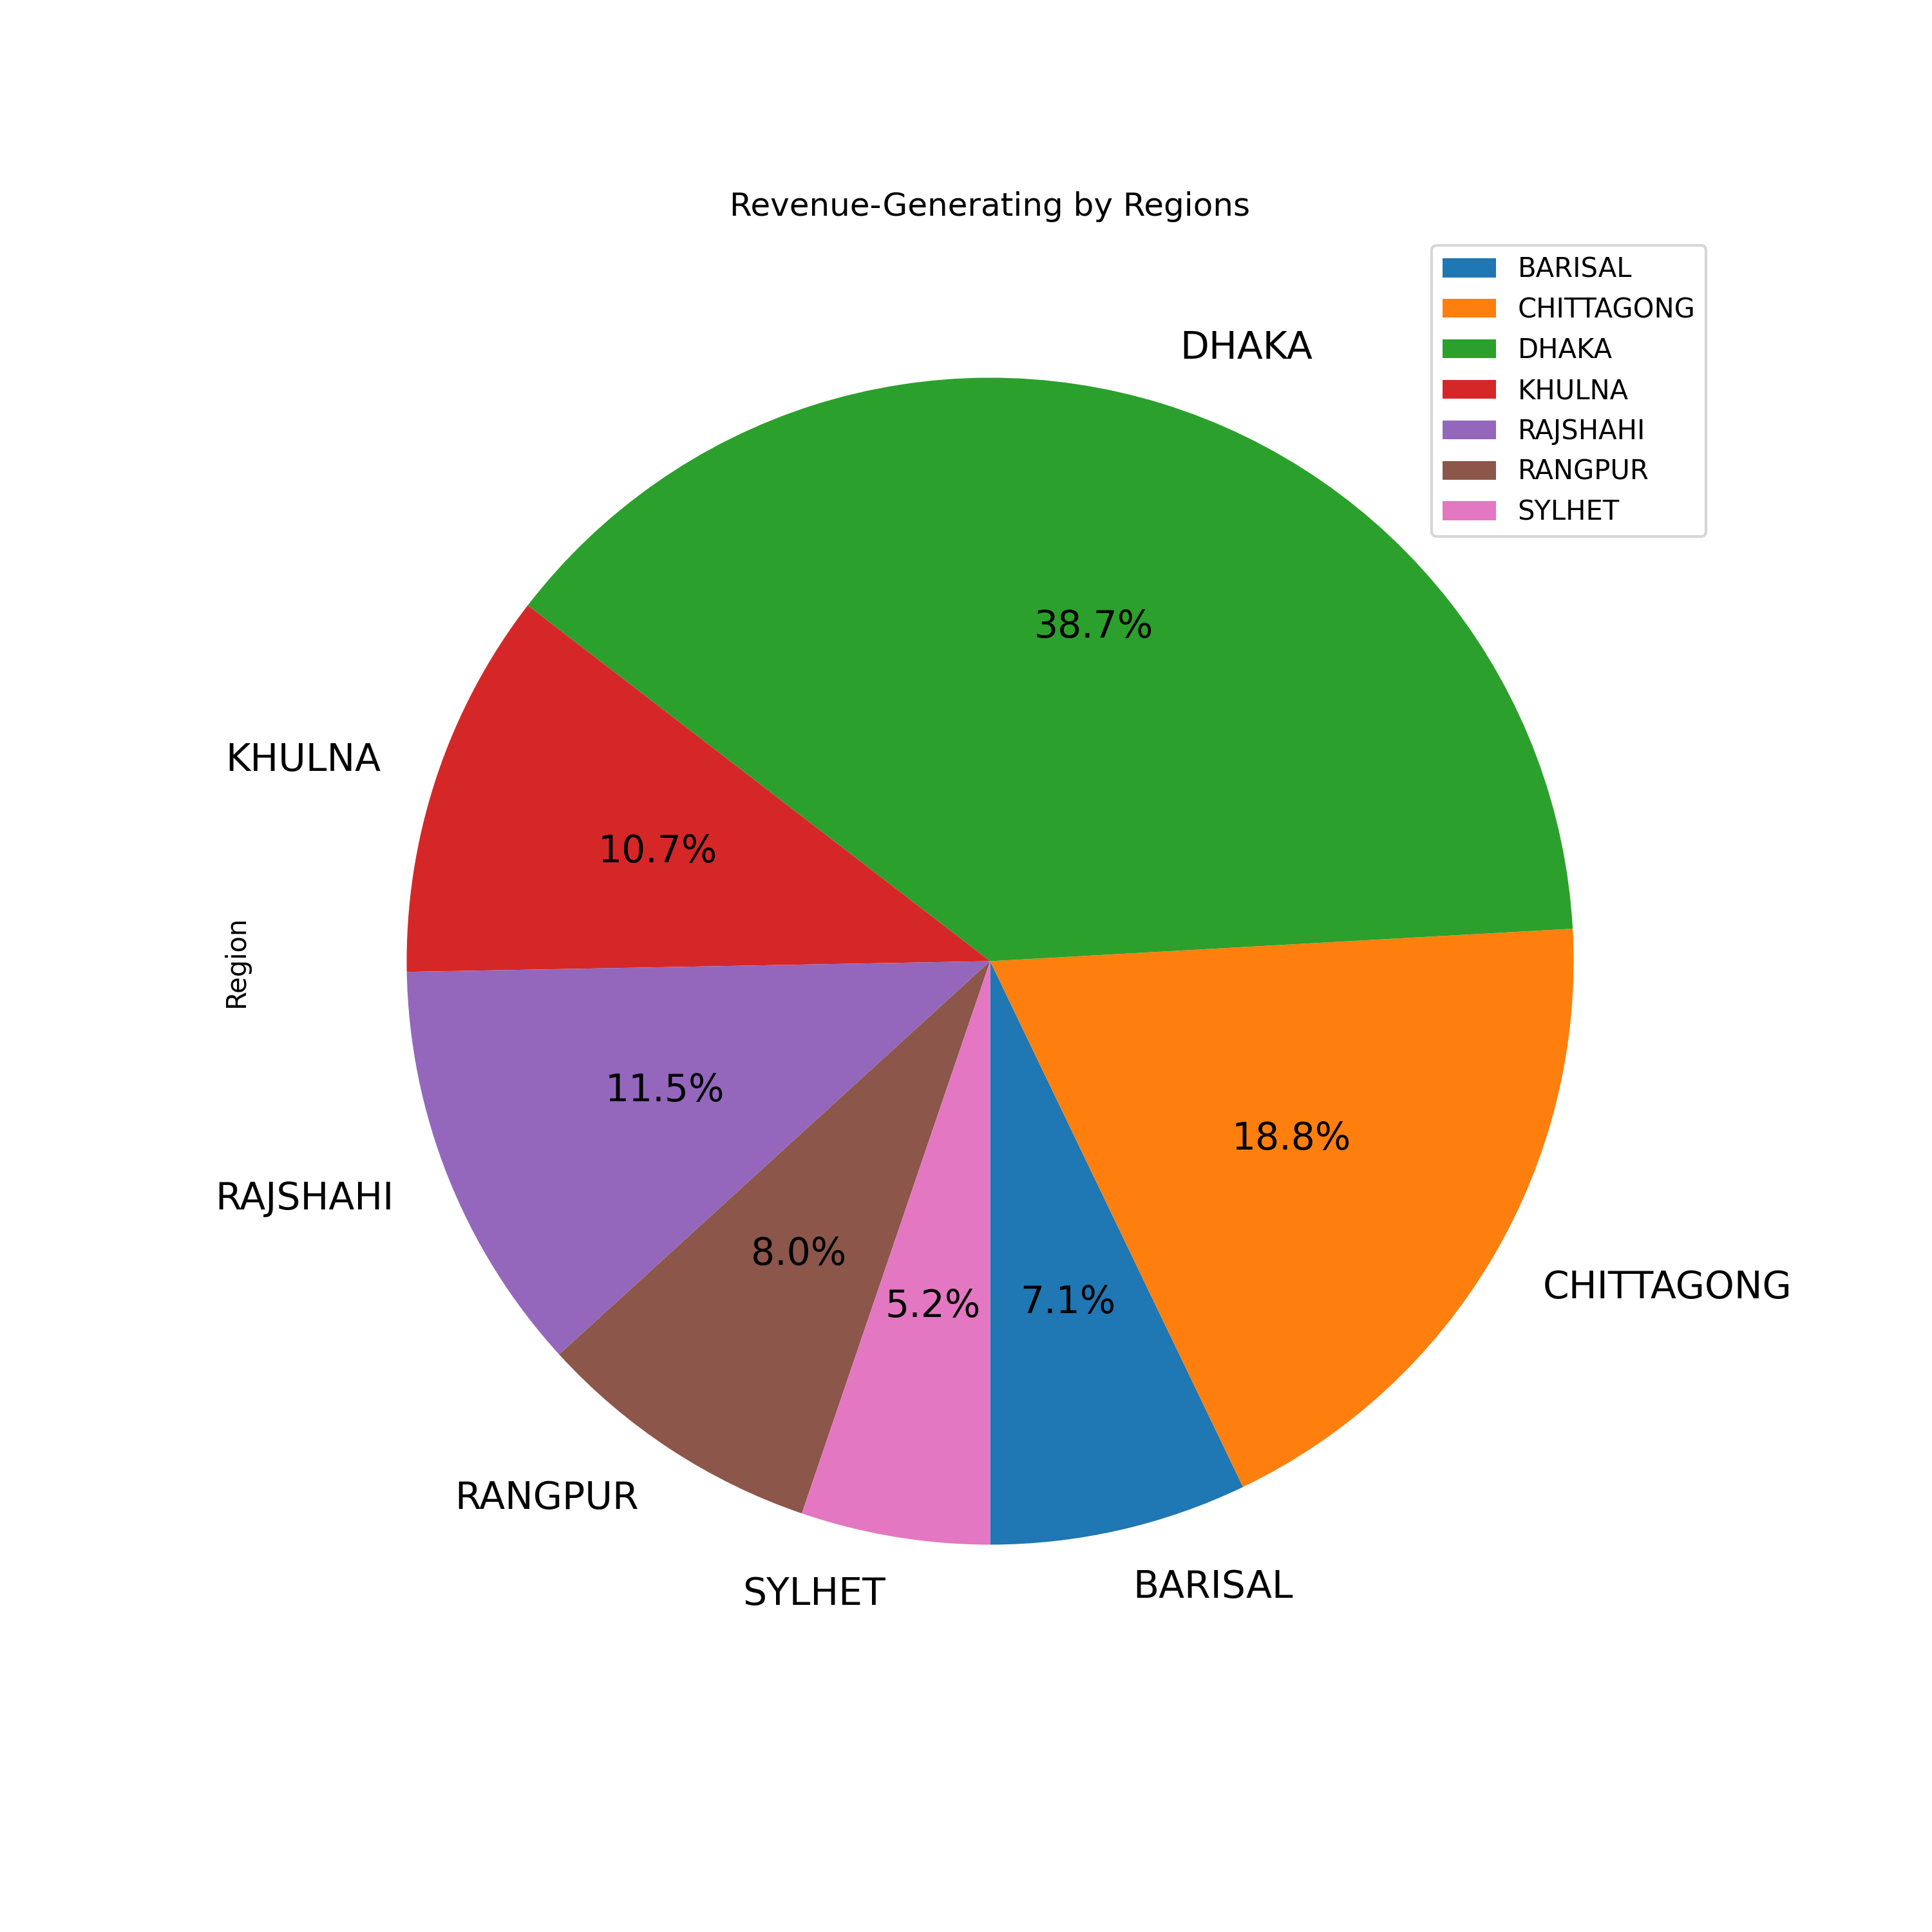 Revenue-Generating by Regions
BARISAL
CHITTAGONG
DHAKA
KHULNA
RAJSHAHI
RANGPUR
SYLHET
DHAKA
38.7%
KHULNA
10.7%
Region
11.5%
RAJSHAHI
18.8%
CHITTAGONG
8.0%
5.2%
7.1%
RANGPUR
SYLHET
BARISAL